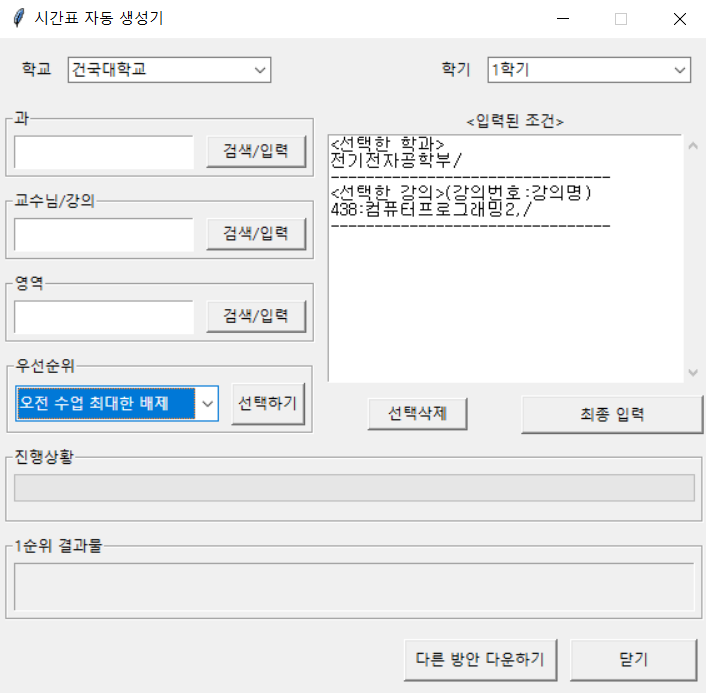 시간표 자동 생성기
학교 건국대학교 학기 1학기
과
검색/입력
교수님/강의
검색/입력
영역
검색/입력
우선순위
오전 수업 최대한 배제 선택하기
<입력된 조건>
<선택한 학과>
전기전자공학부/
--------------------------------
<선택한 강의>(강의번호:강의명)
438:컴퓨터프로그래밍2,/
--------------------------------
선택삭제 최종 입력
진행상황
1순위 결과물
다른 방안 다운하기 닫기